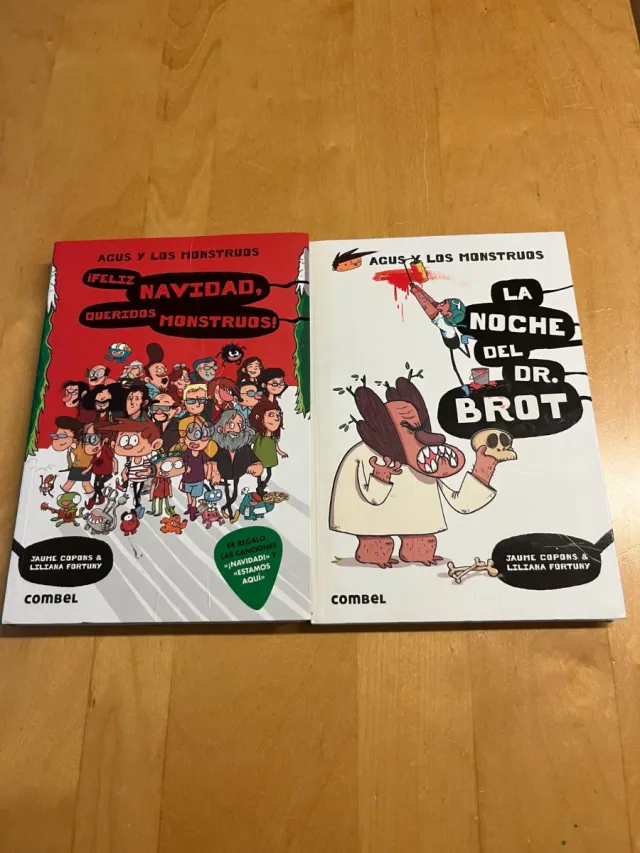 AGUS Y LOS MONSTRUOS
¡FELIZ
NAVIDAD,
QUERIDOS
MONSTRUOS!
DE REGALO,
LAS CANCIONES
«¡NAVIDAD!» Y
«ESTAMOS
AQUÍ»
JAUME COPONS &
LILIANA FORTUNY
COMBEL
AGUS Y LOS MONSTRUOS
LA
NOCHE
DEL
DR.
BROT
JAUME COPONS &
LILIANA FORTUNY
COMBEL